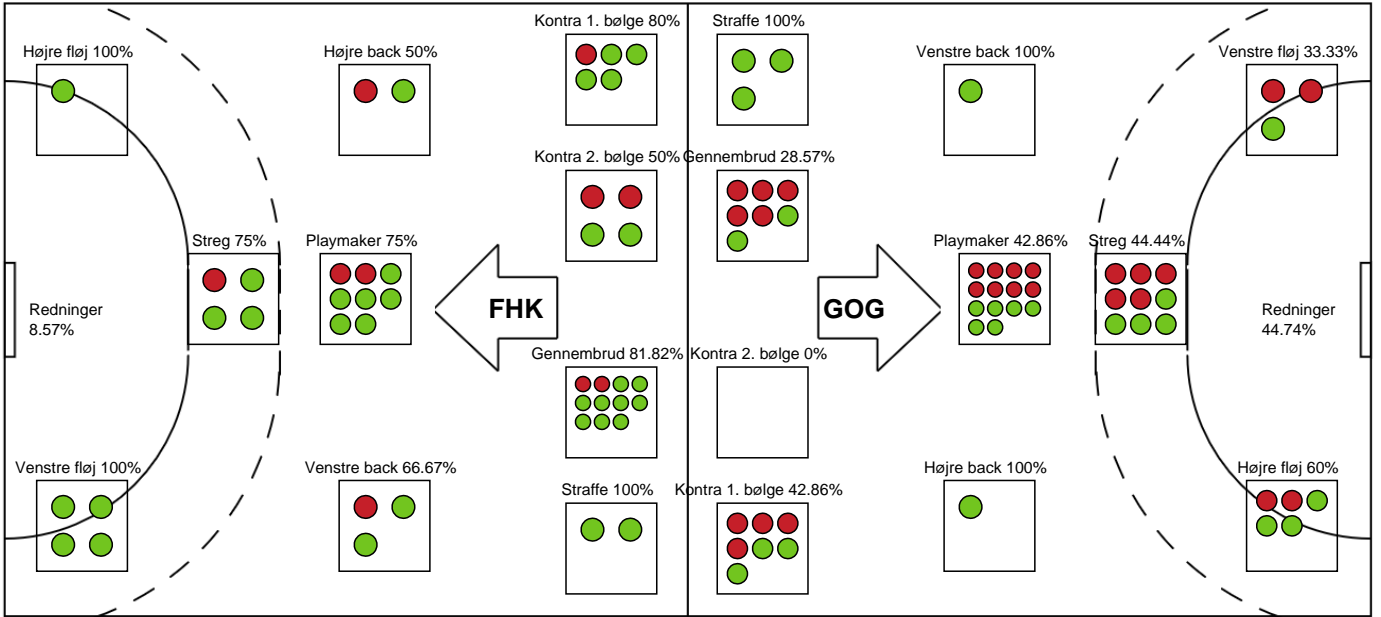 Kontra 1. bølge 80%
Straffe 100%
Højre fløj 100%
Højre back 50%
Venstre back 100%
Venstre fløj 33.33%
Kontra 2. bølge 50%
Gennembrud 28.57%
Streg 75%
Playmaker 75%
Playmaker 42.86%
Streg 44.44%
Redninger
8.57%
FHK
GOG
Redninger
44.74%
Gennembrud 81.82%
Kontra 2. bølge 0%
Venstre fløj 100%
Venstre back 66.67%
Straffe 100%
Kontra 1. bølge 42.86%
Højre back 100%
Højre fløj 60%